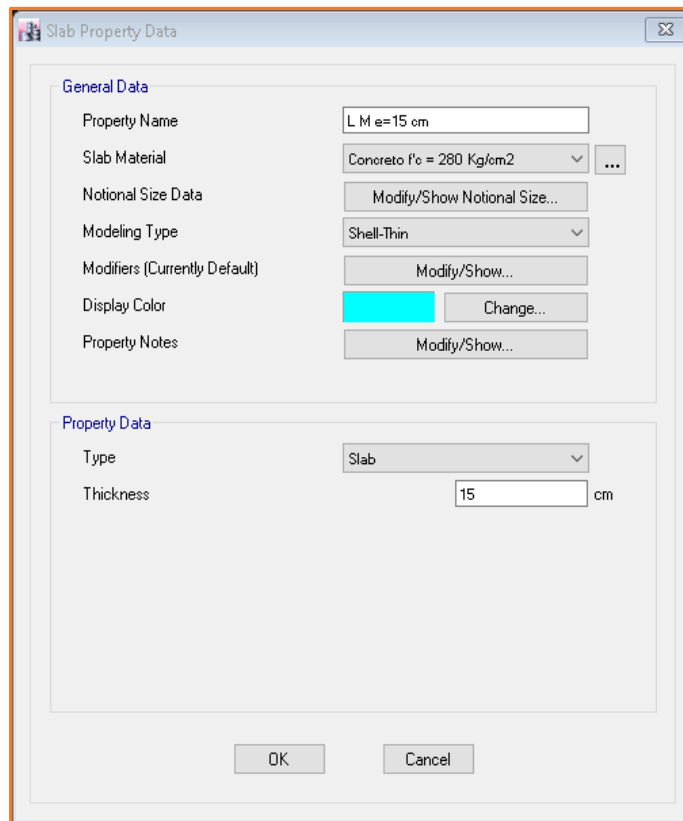 Slab Property Data
General Data
Property Name L M e=15 cm
Slab Material Concreto f'c = 280 Kg/cm2 ...
Notional Size Data Modify/Show Notional Size...
Modeling Type Shell-Thin
Modifiers (Currently Default) Modify/Show...
Display Color Change...
Property Notes Modify/Show...
Property Data
Type Slab
Thickness 15 cm
OK Cancel